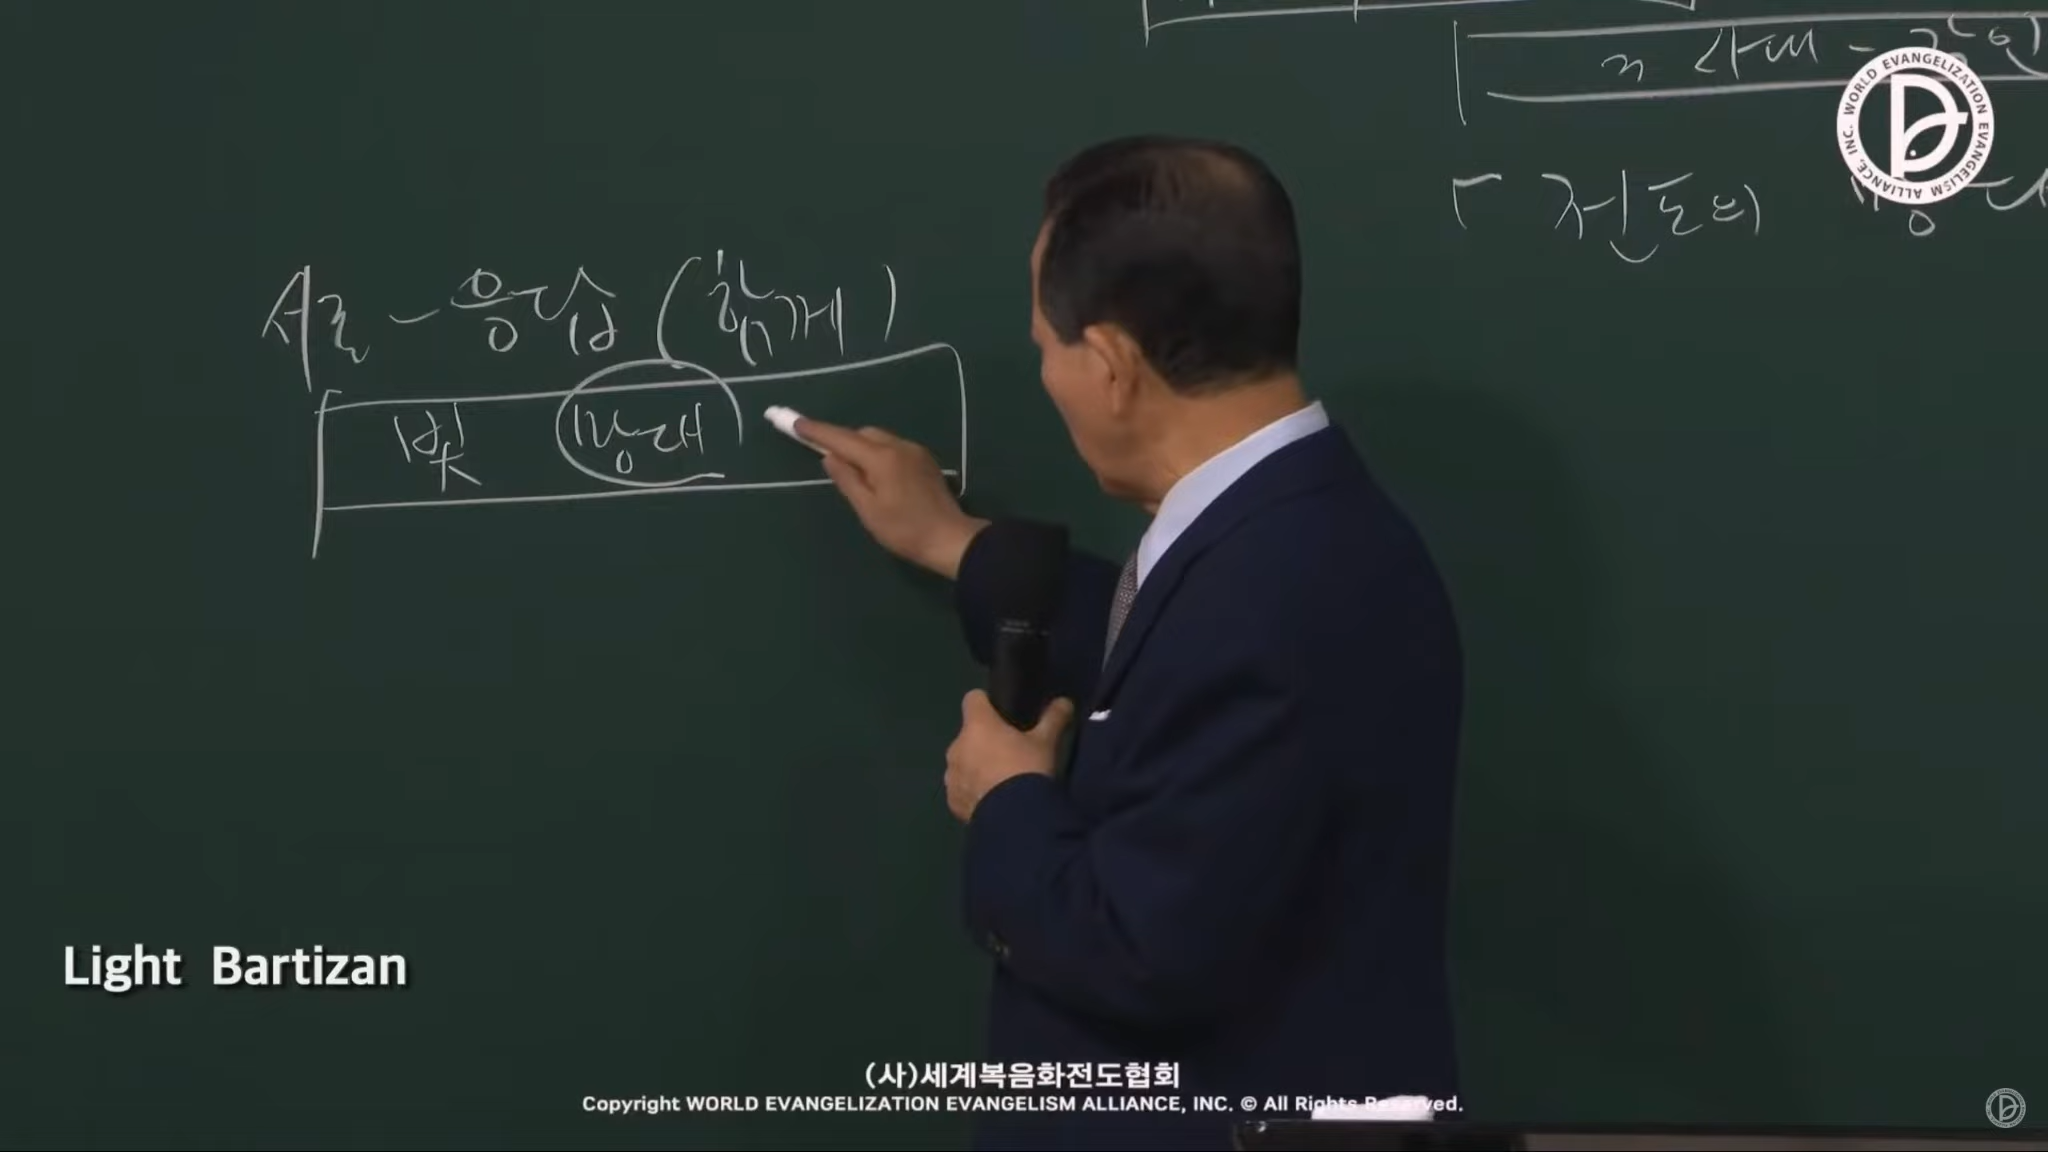 「 전도의 망대
서로 - 응답 (함께)
빛 망대
WORLD EVANGELIZATION EVANGELISM ALLIANCE, INC.
Light Bartizan
(사)세계복음화전도협회
Copyright WORLD EVANGELIZATION EVANGELISM ALLIANCE, INC. © All Rights Reserved.